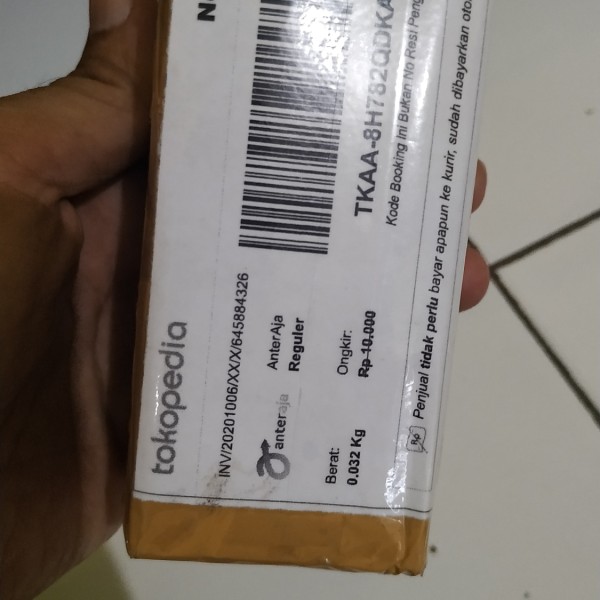 tokopedia
INV/20201006/XX/X/645884326
anteraja
AnterAja
Reguler
Berat:
0.032 Kg
Ongkir:
Rp 10.000
TKAA-8H782QDKA
Kode Booking Ini Bukan No Resi
Rp
Penjual tidak perlu bayar apapun ke kurir, sudah dibayarkan